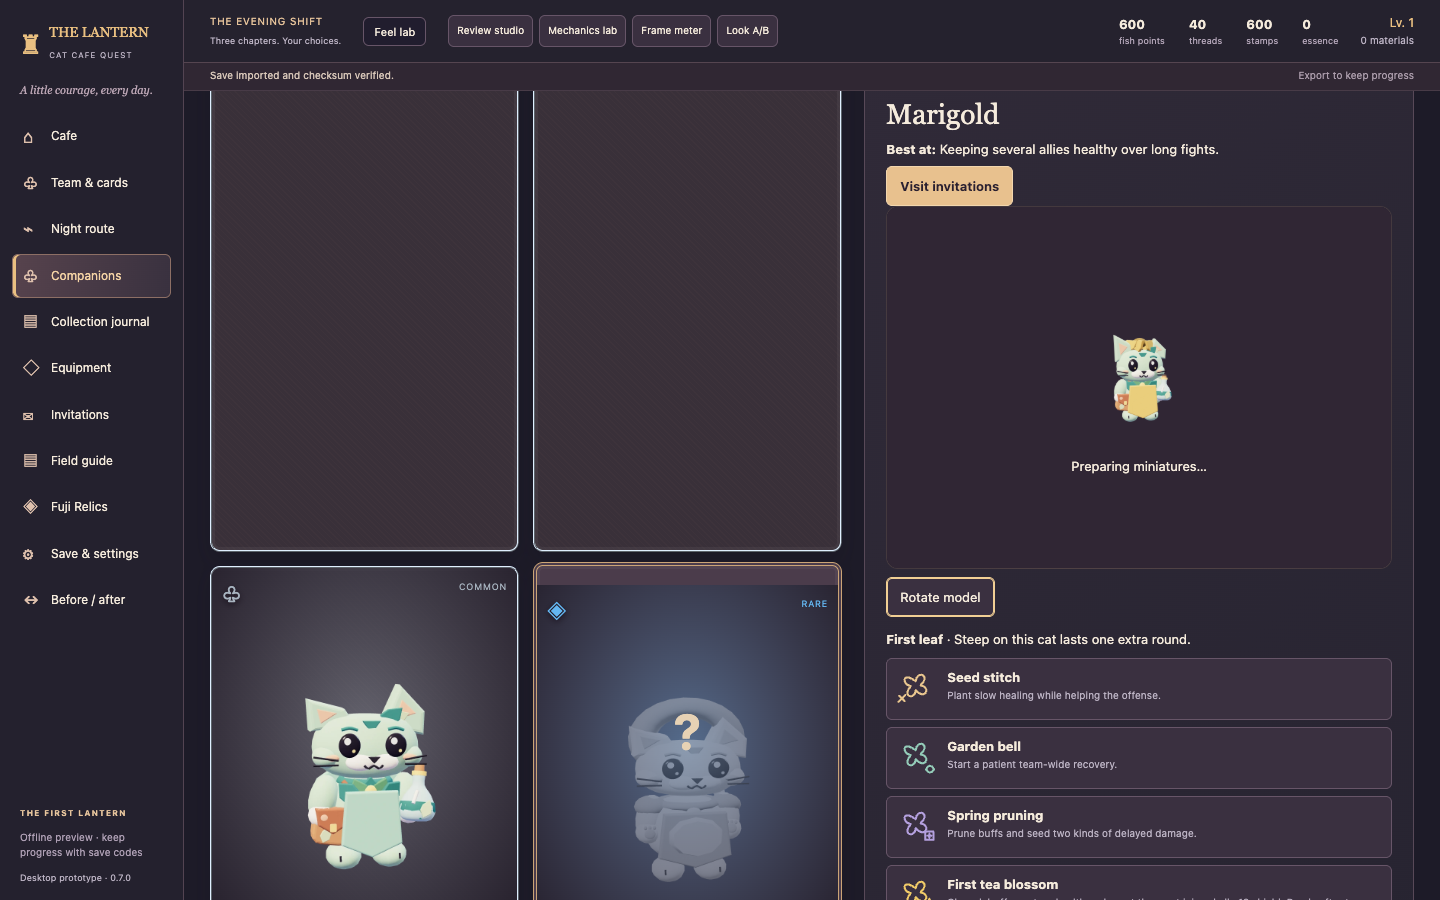 THE LANTERN
CAT CAFE QUEST
A little courage, every day.
Cafe
Team & cards
Night route
Companions
Collection journal
Equipment
Invitations
Field guide
Fuji Relics
Save & settings
Before / after
THE FIRST LANTERN
Offline preview · keep
progress with save codes
Desktop prototype · 0.7.0
THE EVENING SHIFT
Three chapters. Your choices.
Feel lab
Review studio
Mechanics lab
Frame meter
Look A/B
600
fish points
40
threads
600
stamps
0
essence
Lv. 1
0 materials
Save imported and checksum verified.
Export to keep progress
COMMON
RARE
?
Marigold
Best at: Keeping several allies healthy over long fights.
Visit invitations
Preparing miniatures...
Rotate model
First leaf · Steep on this cat lasts one extra round.
Seed stitch
Plant slow healing while helping the offense.
Garden bell
Start a patient team-wide recovery.
Spring pruning
Prune buffs and seed two kinds of delayed damage.
First tea blossom